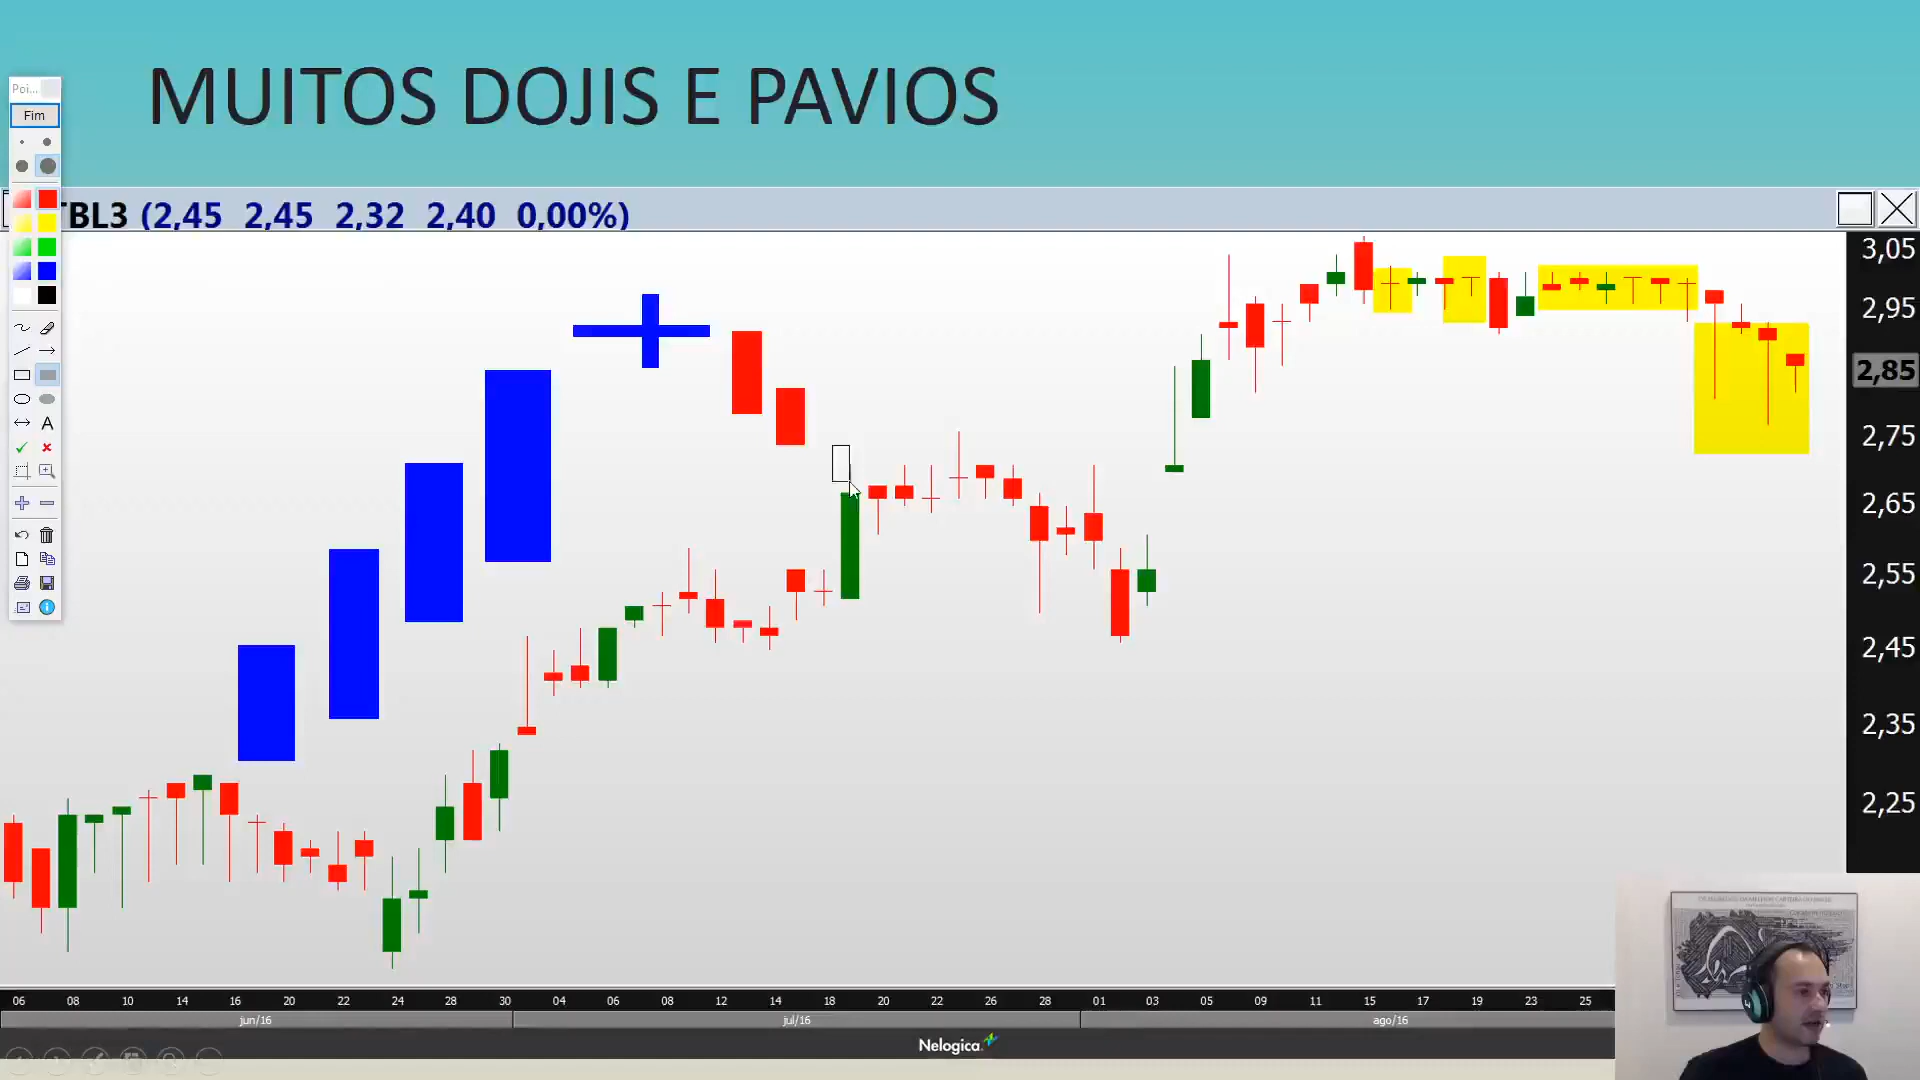 MUITOS DOJIS E PAVIOS
Poi...
Fim
TBL3 (2,45 2,45 2,32 2,40 0,00%)
A
3,05
2,95
2,85
2,75
2,65
2,55
2,45
2,35
2,25
06 08 10 14 16 20 22 24 28 30 04 06 08 12 14 18 20 22 26 28 01 03 05 09 11 15 17 19 23 25
jun/16 jul/16 ago/16
Nelogica